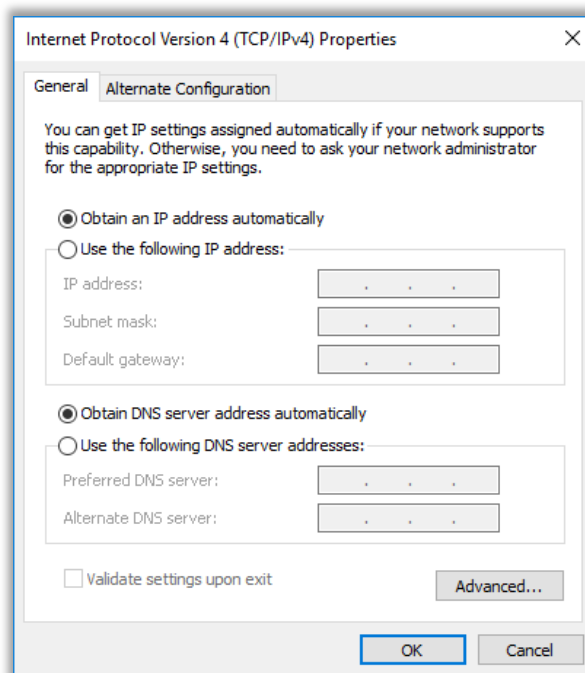 Internet Protocol Version 4 (TCP/IPv4) Properties
General
Alternate Configuration
You can get IP settings assigned automatically if your network supports
this capability. Otherwise, you need to ask your network administrator
for the appropriate IP settings.
Obtain an IP address automatically
Use the following IP address:
IP address:
Subnet mask:
Default gateway:
Obtain DNS server address automatically
Use the following DNS server addresses:
Preferred DNS server:
Alternate DNS server:
Validate settings upon exit
Advanced...
OK
Cancel